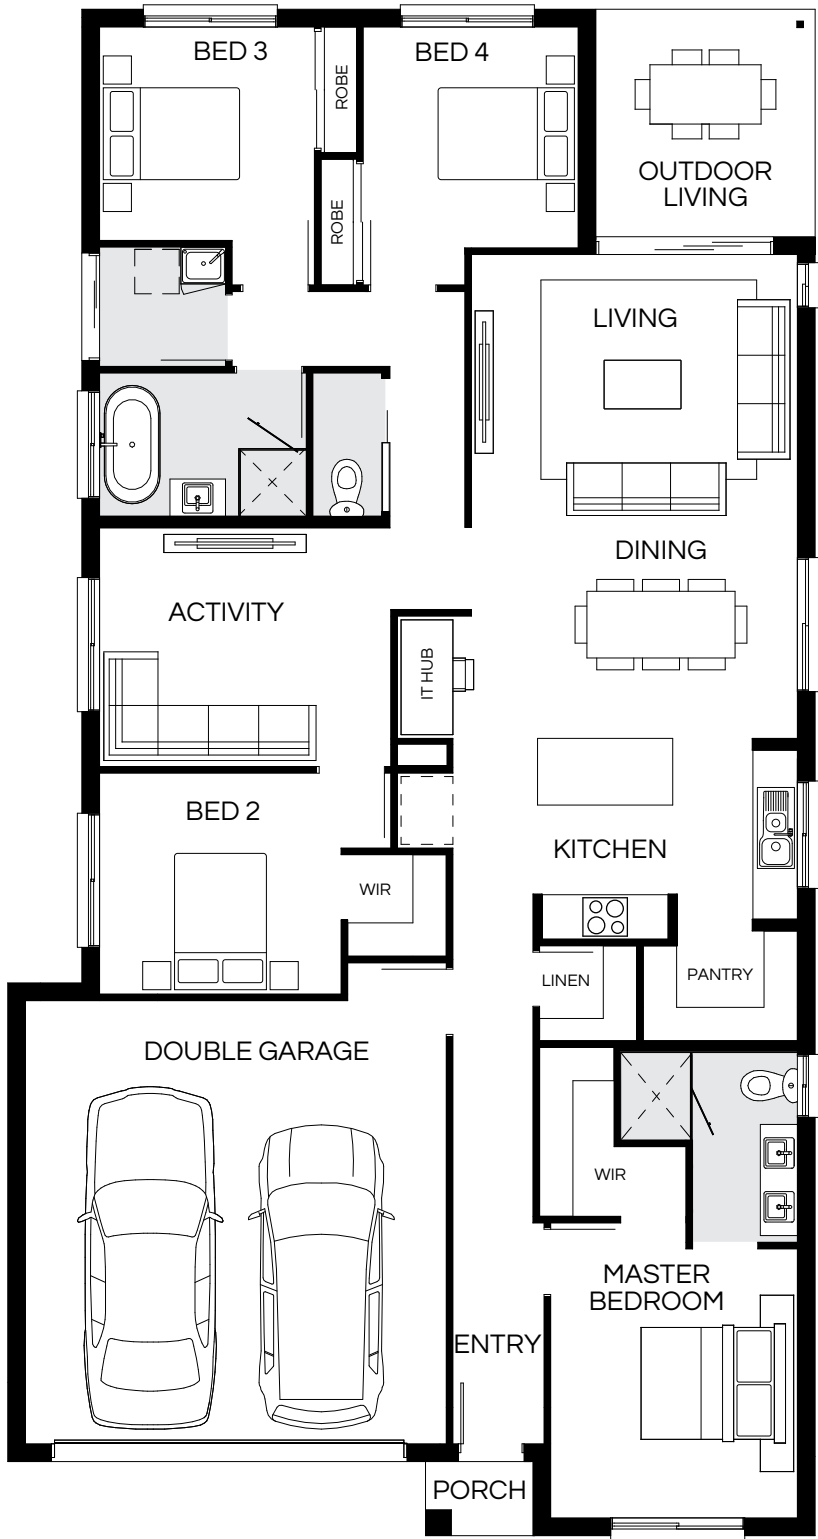 BED 3
BED 4
ROBE
ROBE
OUTDOOR
LIVING
LIVING
DINING
ACTIVITY
IT HUB
BED 2
KITCHEN
WIR
LINEN
PANTRY
DOUBLE GARAGE
WIR
MASTER
BEDROOM
ENTRY
PORCH